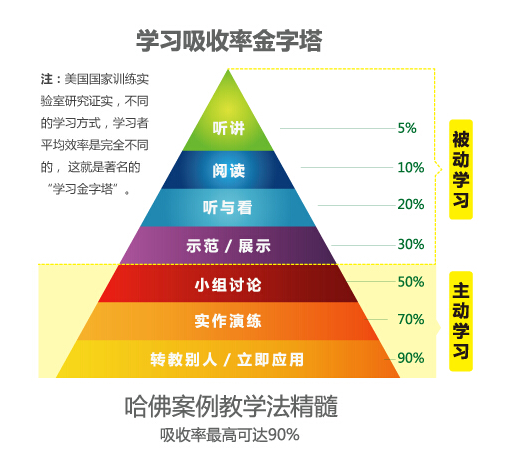 学习吸收率金字塔
注：美国国家训练实
验室研究证实，不同
的学习方式，学习者
平均效率是完全不同
的，这就是著名的
“学习金字塔”。
听讲 5%
阅读 10%
听与看 20%
示范 / 展示 30%
被动学习
小组讨论 50%
实作演练 70%
转教别人 / 立即应用 90%
主动学习
哈佛案例教学法精髓
吸收率最高可达90%